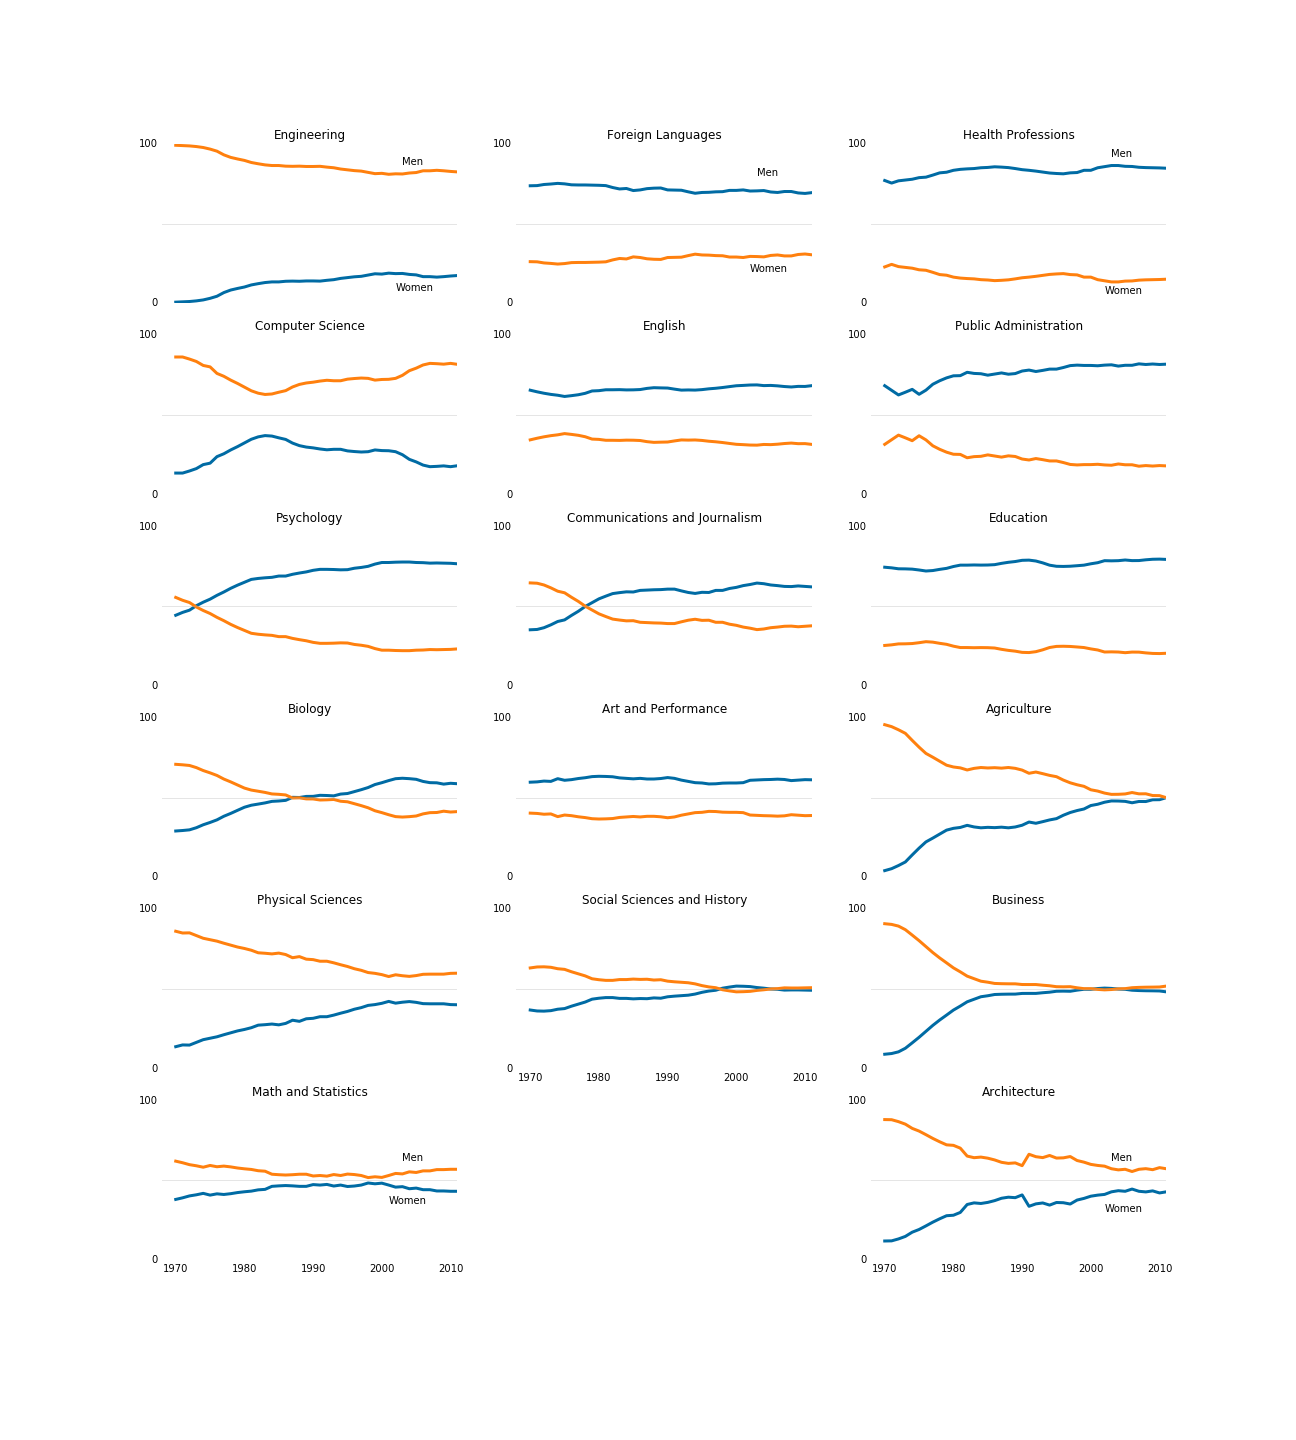 Engineering
Foreign Languages
Health Professions
100
100
100
Men
Men
Men
Women
Women
Women
0
0
0
Computer Science
English
Public Administration
100
100
100
0
0
0
Psychology
Communications and Journalism
Education
100
100
100
0
0
0
Biology
Art and Performance
Agriculture
100
100
100
0
0
0
Physical Sciences
Social Sciences and History
Business
100
100
100
0
0
0
1970 1980 1990 2000 2010
Math and Statistics
Architecture
100
100
Men
Men
Women
Women
0
0
1970 1980 1990 2000 2010
1970 1980 1990 2000 2010